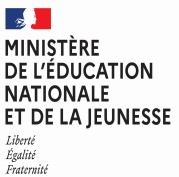 MINISTÈRE
DE L'ÉDUCATION
NATIONALE
ET DE LA JEUNESSE
Liberté
Égalité
Fraternité